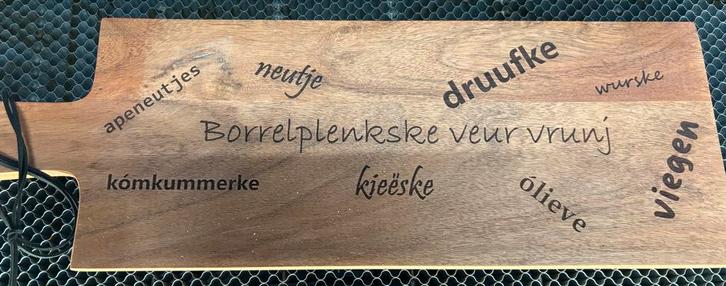 apeneutjes
neutje
druufke
wurske
Borrelplenkske veur vrunj
viegen
kómkummerke
kieëske
ólieve